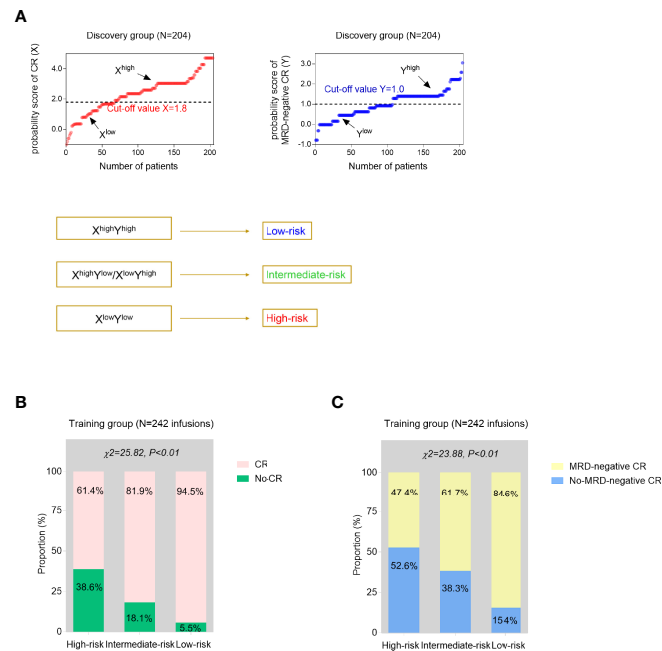 A
Discovery group (N=204)
probability score of CR (X)
4.0
2.0
0.0
X^high
Cut-off value X=1.8
X^low
0
50
100
150
200
Number of patients
Discovery group (N=204)
probability score of
MRD-negative CR (Y)
3.0
2.0
1.0
0.0
-1.0
Y^high
Cut-off value Y=1.0
Y^low
0
50
100
150
200
Number of patients
X^highY^high
Low-risk
X^highY^low/X^lowY^high
Intermediate-risk
X^lowY^low
High-risk
B
Training group (N=242 infusions)
χ2=25.82, P<0.01
Proportion (%)
100
75
50
25
0
61.4%
81.9%
94.5%
38.6%
18.1%
5.5%
High-risk
Intermediate-risk
Low-risk
CR
No-CR
C
Training group (N=242 infusions)
χ2=23.88, P<0.01
Proportion (%)
100
75
50
25
0
47.4%
61.7%
84.6%
52.6%
38.3%
15.4%
High-risk
Intermediate-risk
Low-risk
MRD-negative CR
No-MRD-negative CR